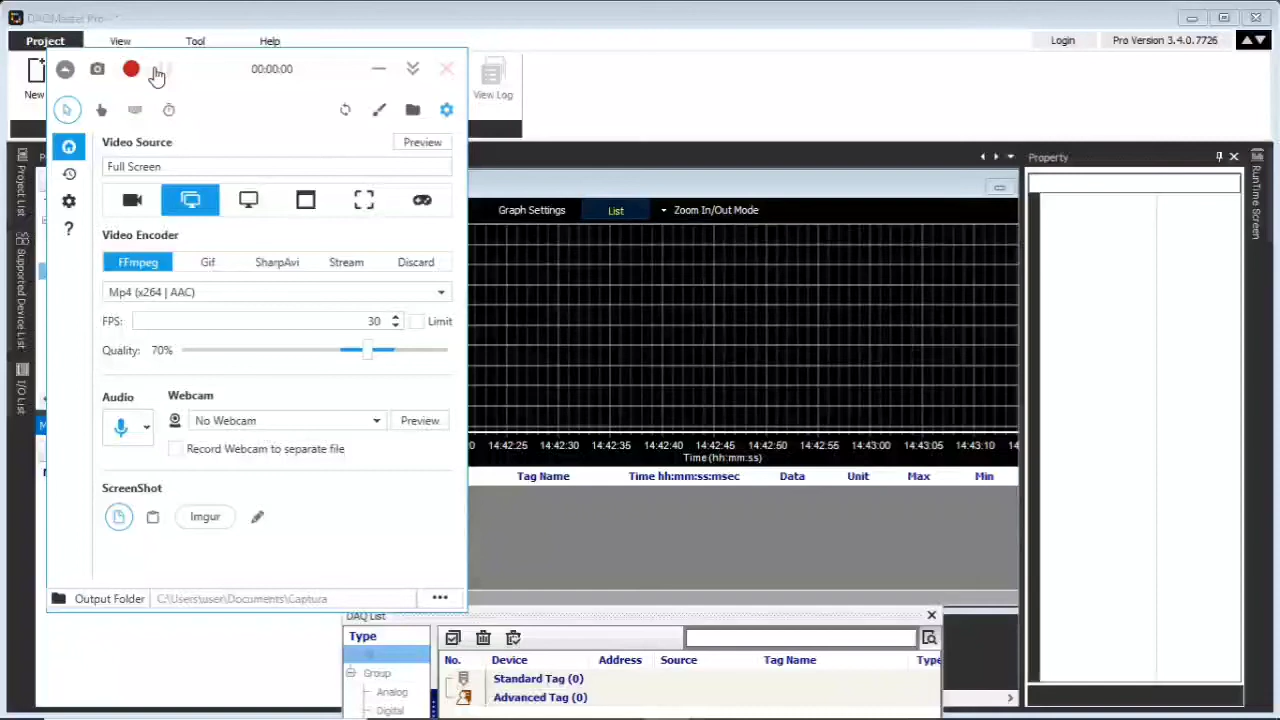 DAQMaster Pro
Project View Tool Help Login Pro Version 3.4.0.7726
00:00:00
New
View Log
Video Source Preview
Full Screen
Video Encoder
FFmpeg Gif SharpAvi Stream Discard
Mp4 (x264 | AAC)
FPS: 30 Limit
Quality: 70%
Audio Webcam
No Webcam Preview
Record Webcam to separate file
ScreenShot
Imgur
Output Folder C:\Users\user\Documents\Captura
Project List
Supported Device List
I/O List
Graph Settings List Zoom In/Out Mode
14:42:25 14:42:30 14:42:35 14:42:40 14:42:45 14:42:50 14:42:55 14:43:00 14:43:05 14:43:10
Time(hh:mm:ss)
Tag Name Time hh:mm:ss:msec Data Unit Max Min
Property
RunTime Screen
DAQ List
Type
Group
Analog
Digital
No. Device Address Source Tag Name Type
Standard Tag (0)
Advanced Tag (0)